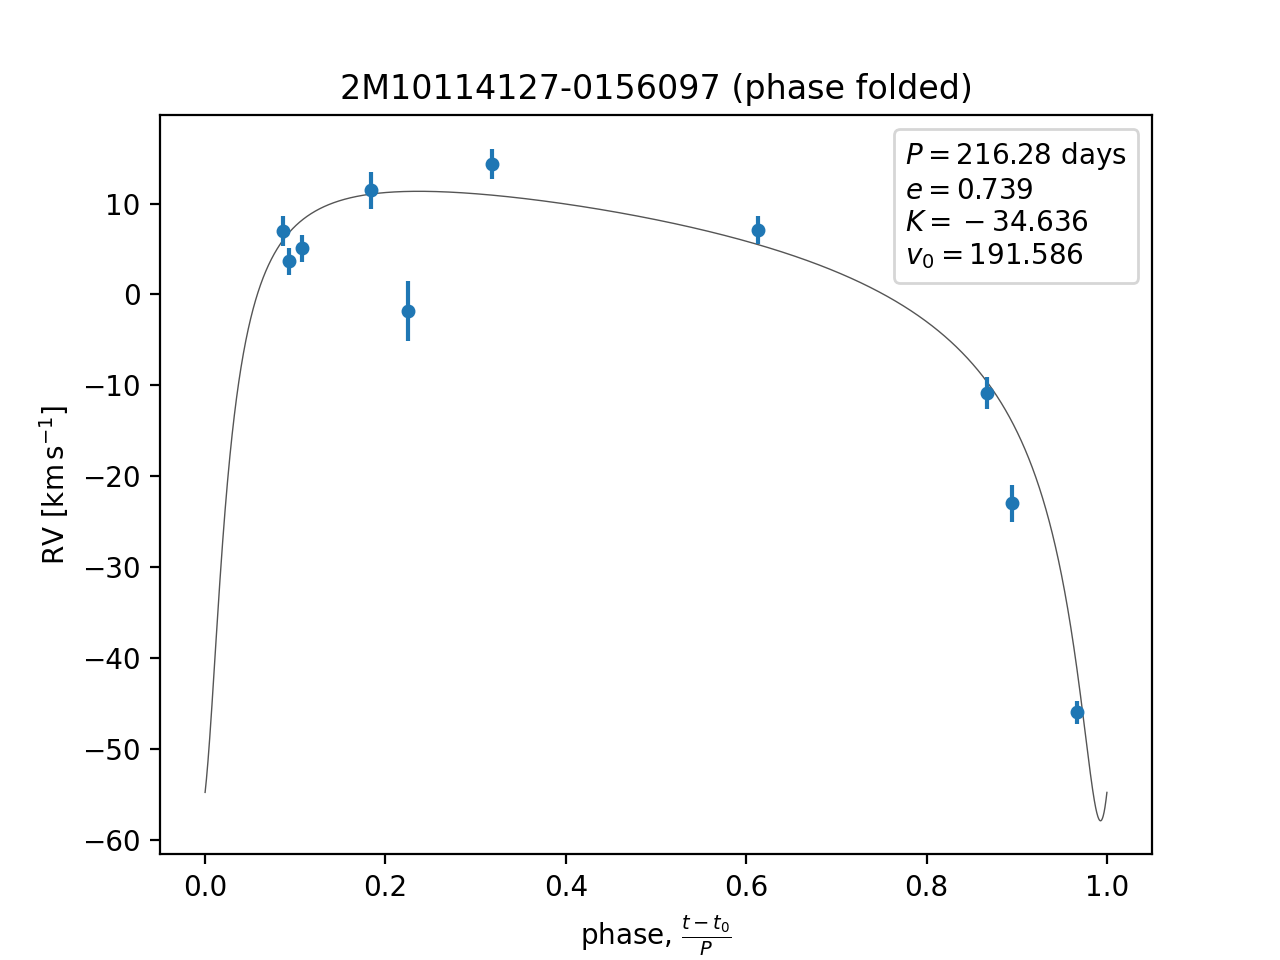 2M10114127-0156097 (phase folded)
P = 216.28 days
e = 0.739
K = −34.636
v₀ = 191.586
10
0
−10
−20
−30
−40
−50
−60
RV [km s⁻¹]
0.0 0.2 0.4 0.6 0.8 1.0
phase, (t − t₀)/P